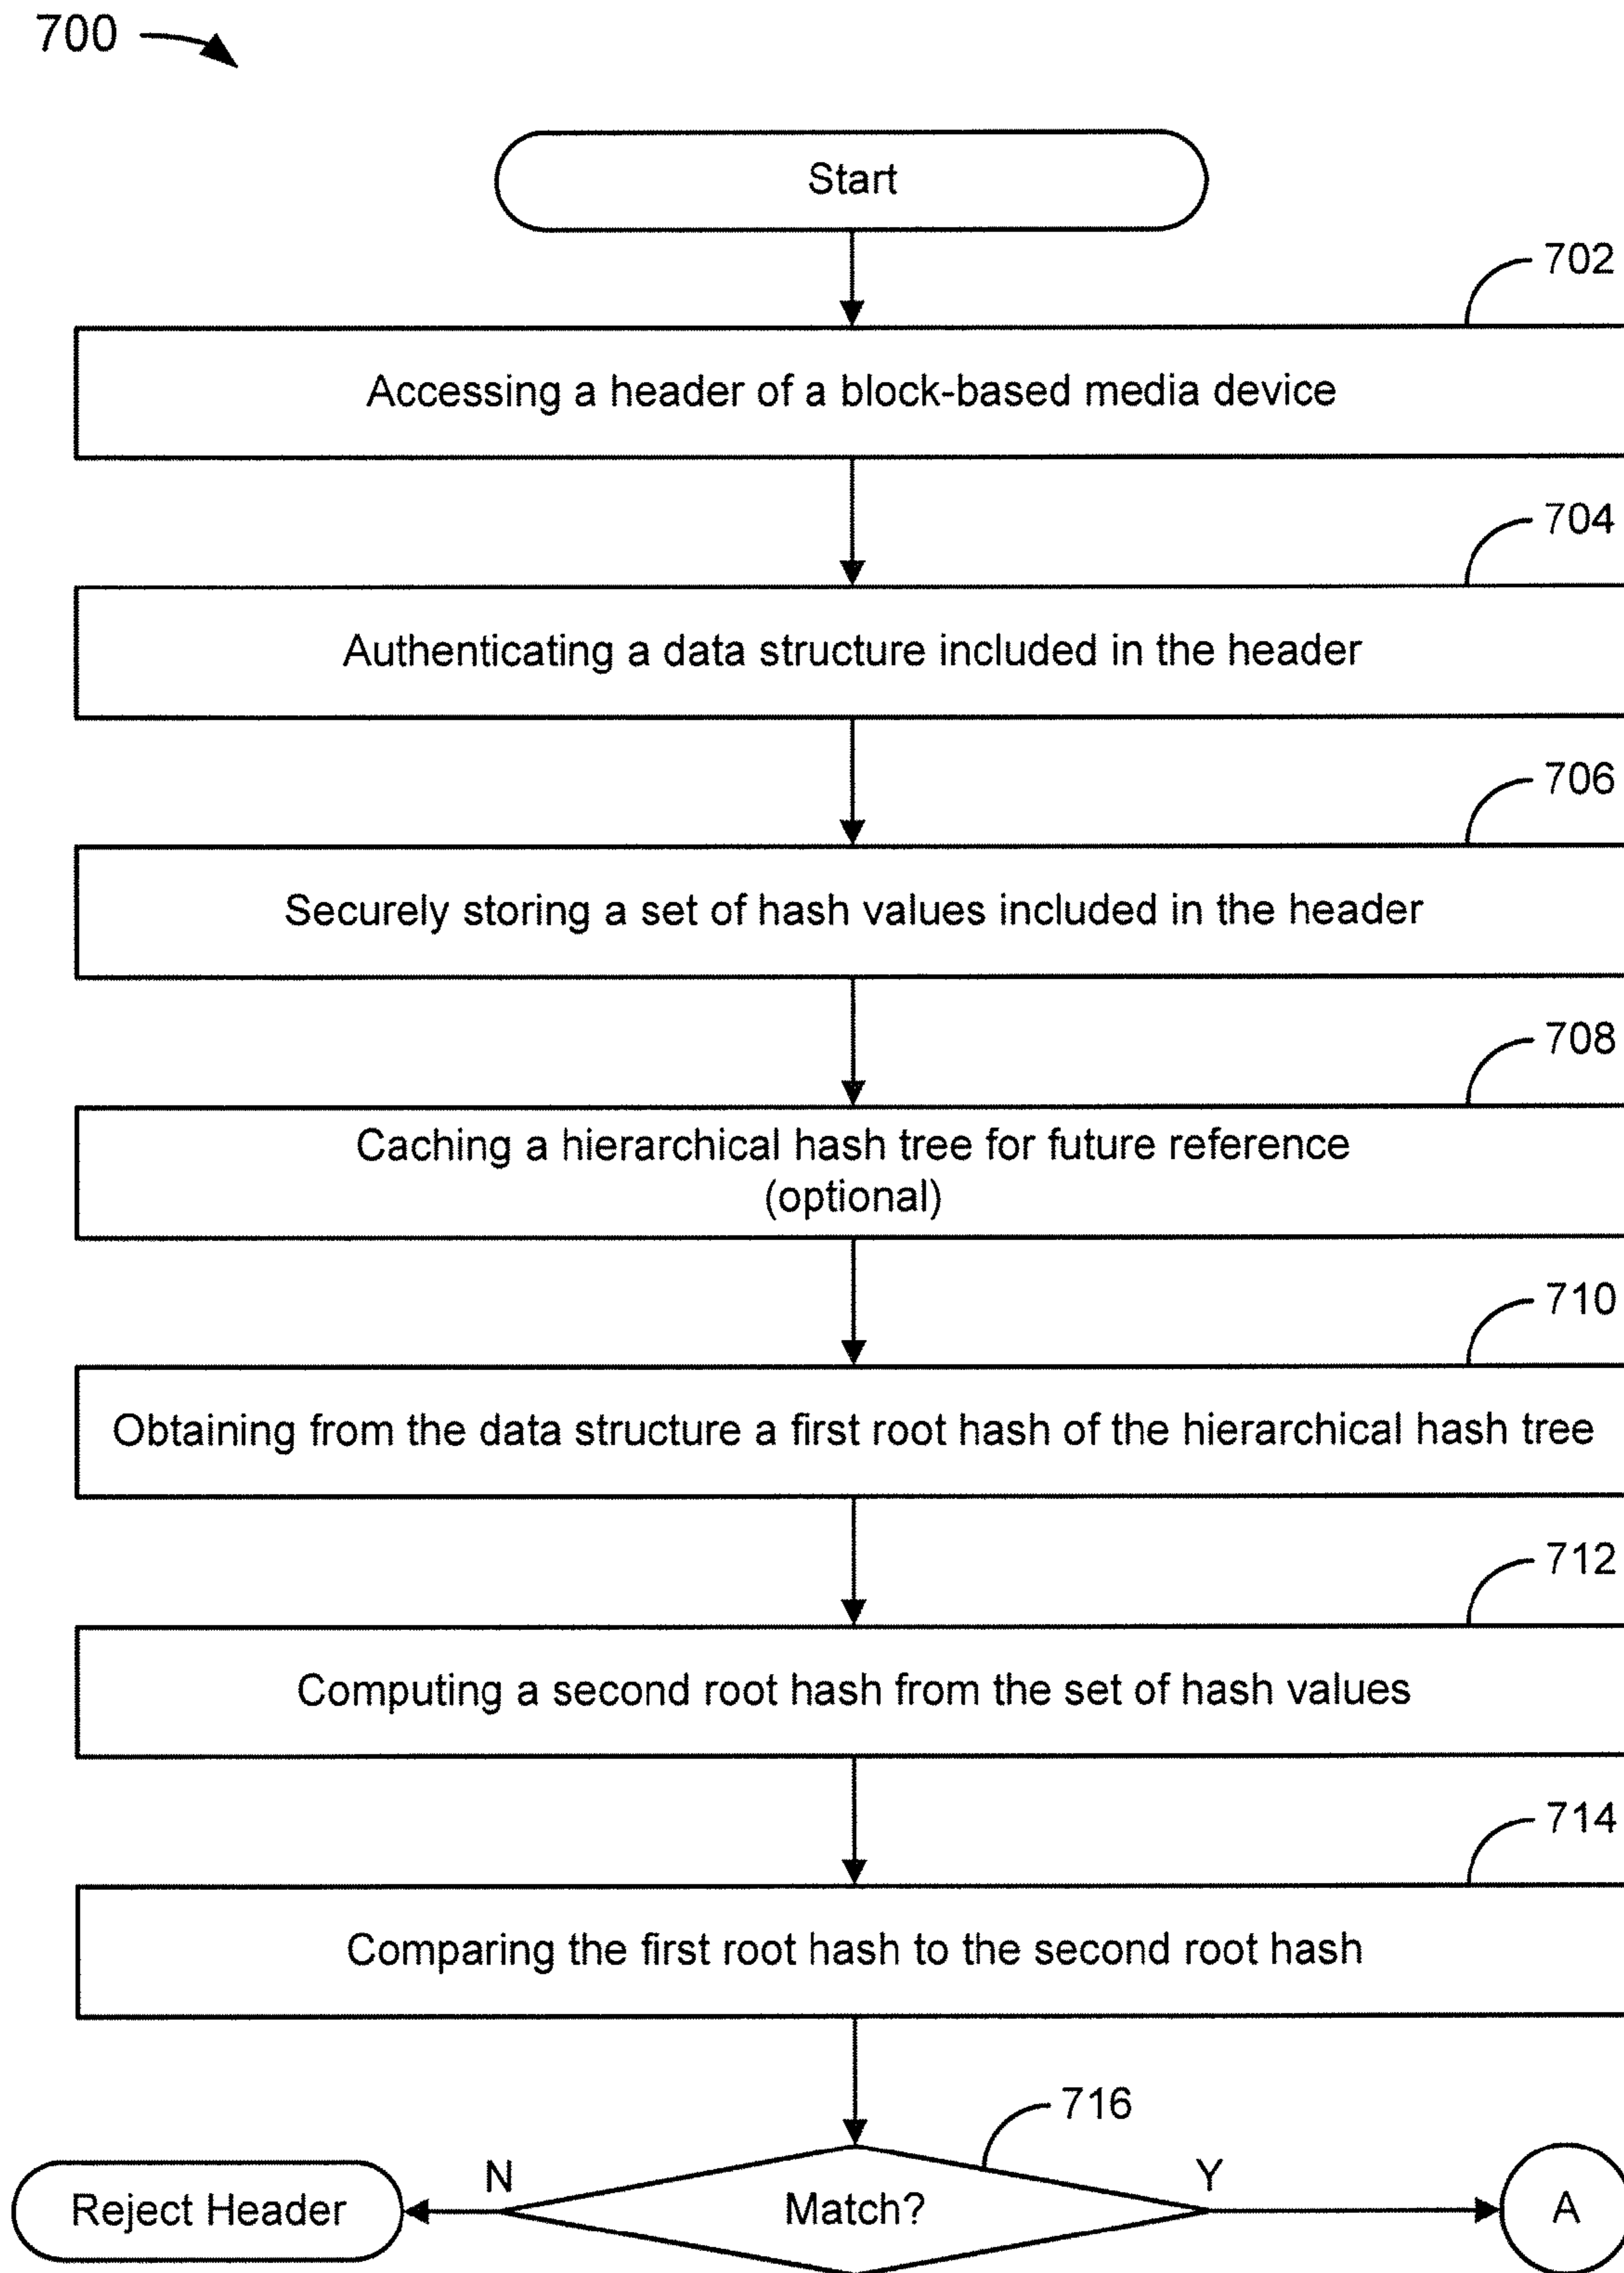 700
Start
702
Accessing a header of a block-based media device
704
Authenticating a data structure included in the header
706
Securely storing a set of hash values included in the header
708
Caching a hierarchical hash tree for future reference
(optional)
710
Obtaining from the data structure a first root hash of the hierarchical hash tree
712
Computing a second root hash from the set of hash values
714
Comparing the first root hash to the second root hash
716
Reject Header
N
Match?
Y
A